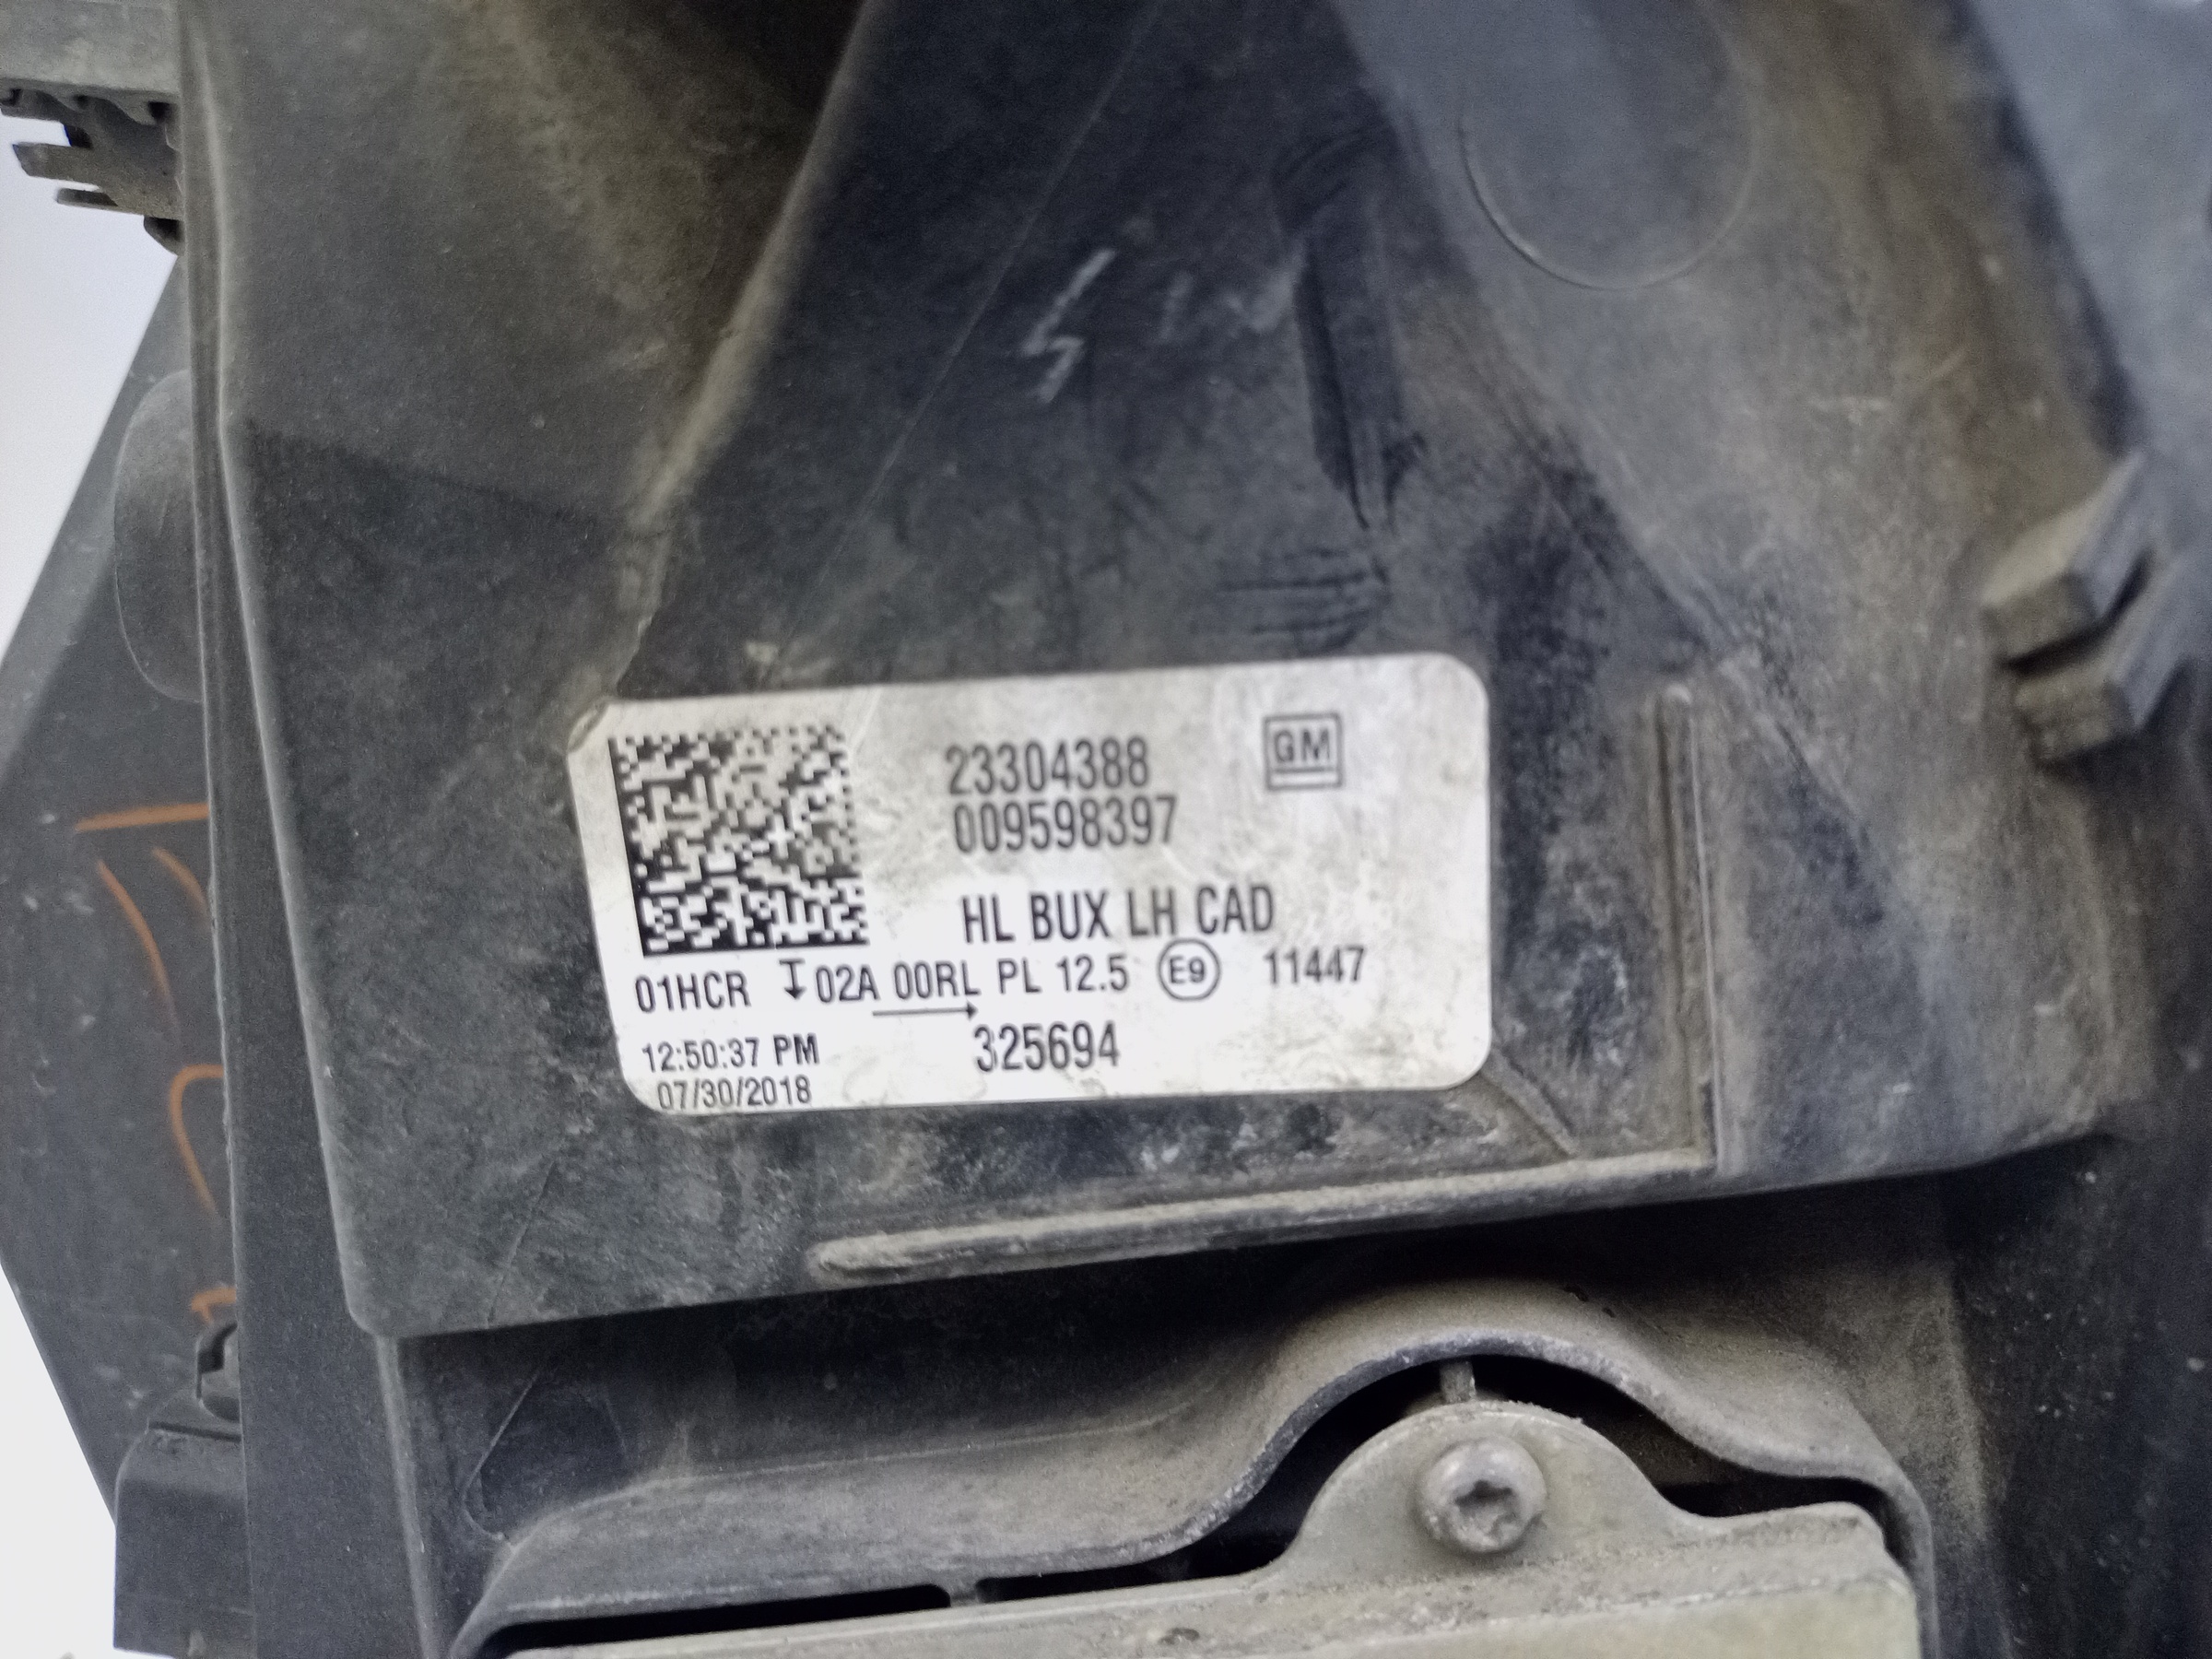 23304388 GM
009598397
HL BUX LH CAD
01HCR 02A 00RL PL 12.5 E9 11447
12:50:37 PM 325694
07/30/2018